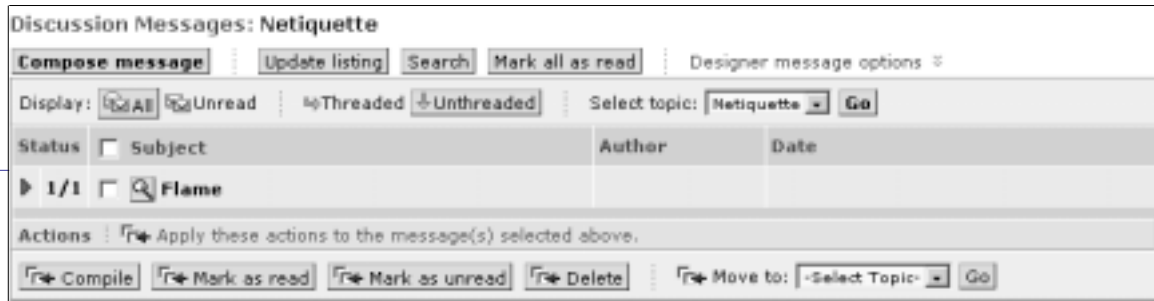 Discussion Messages: Netiquette
Compose message Update listing Search Mark all as read Designer message options
Display: All Unread Threaded Unthreaded Select topic: Netiquette Go
Status Subject Author Date
1/1 Flame
Actions Apply these actions to the message(s) selected above.
Compile Mark as read Mark as unread Delete Move to: -Select Topic- Go